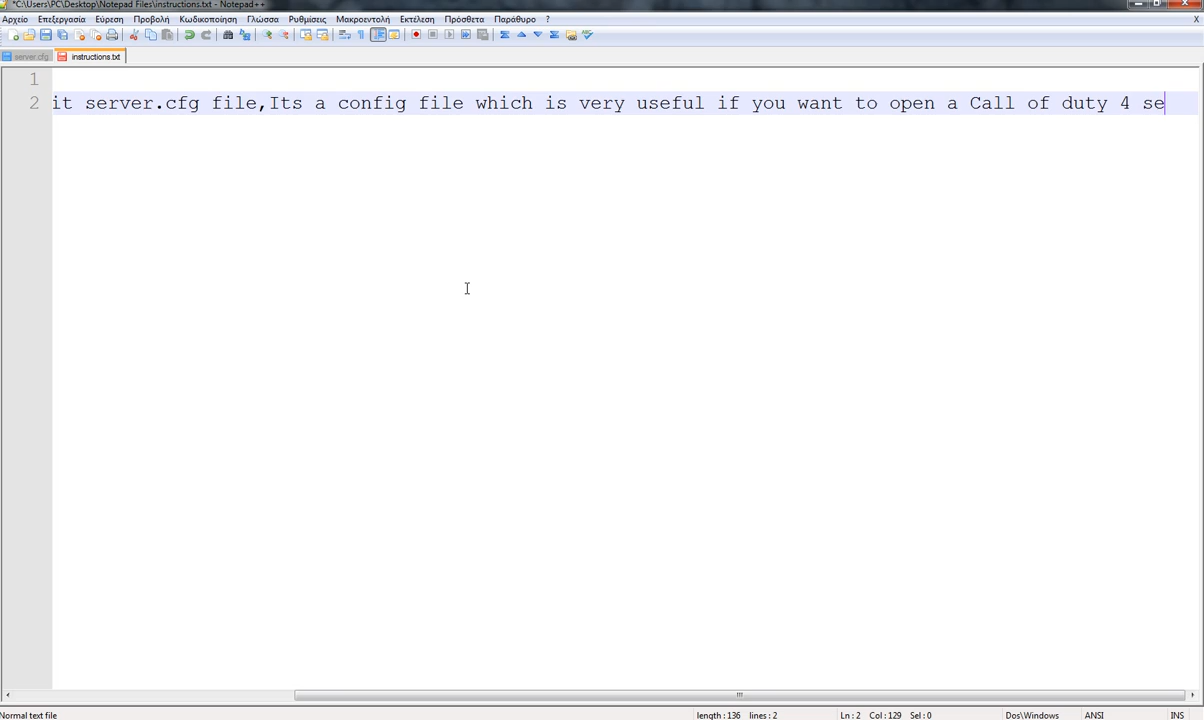 *C:\Users\PC\Desktop\Notepad Files\instructions.txt - Notepad++
Αρχείο Επεξεργασία Εύρεση Προβολή Κωδικοποίηση Γλώσσα Ρυθμίσεις Μακροεντολή Εκτέλεση Πρόσθετα Παράθυρο ? X
server.cfg instructions.txt
1
2 it server.cfg file,Its a config file which is very useful if you want to open a Call of duty 4 se
Normal text file length : 136 lines : 2 Ln : 2 Col : 129 Sel : 0 Dos\Windows ANSI INS